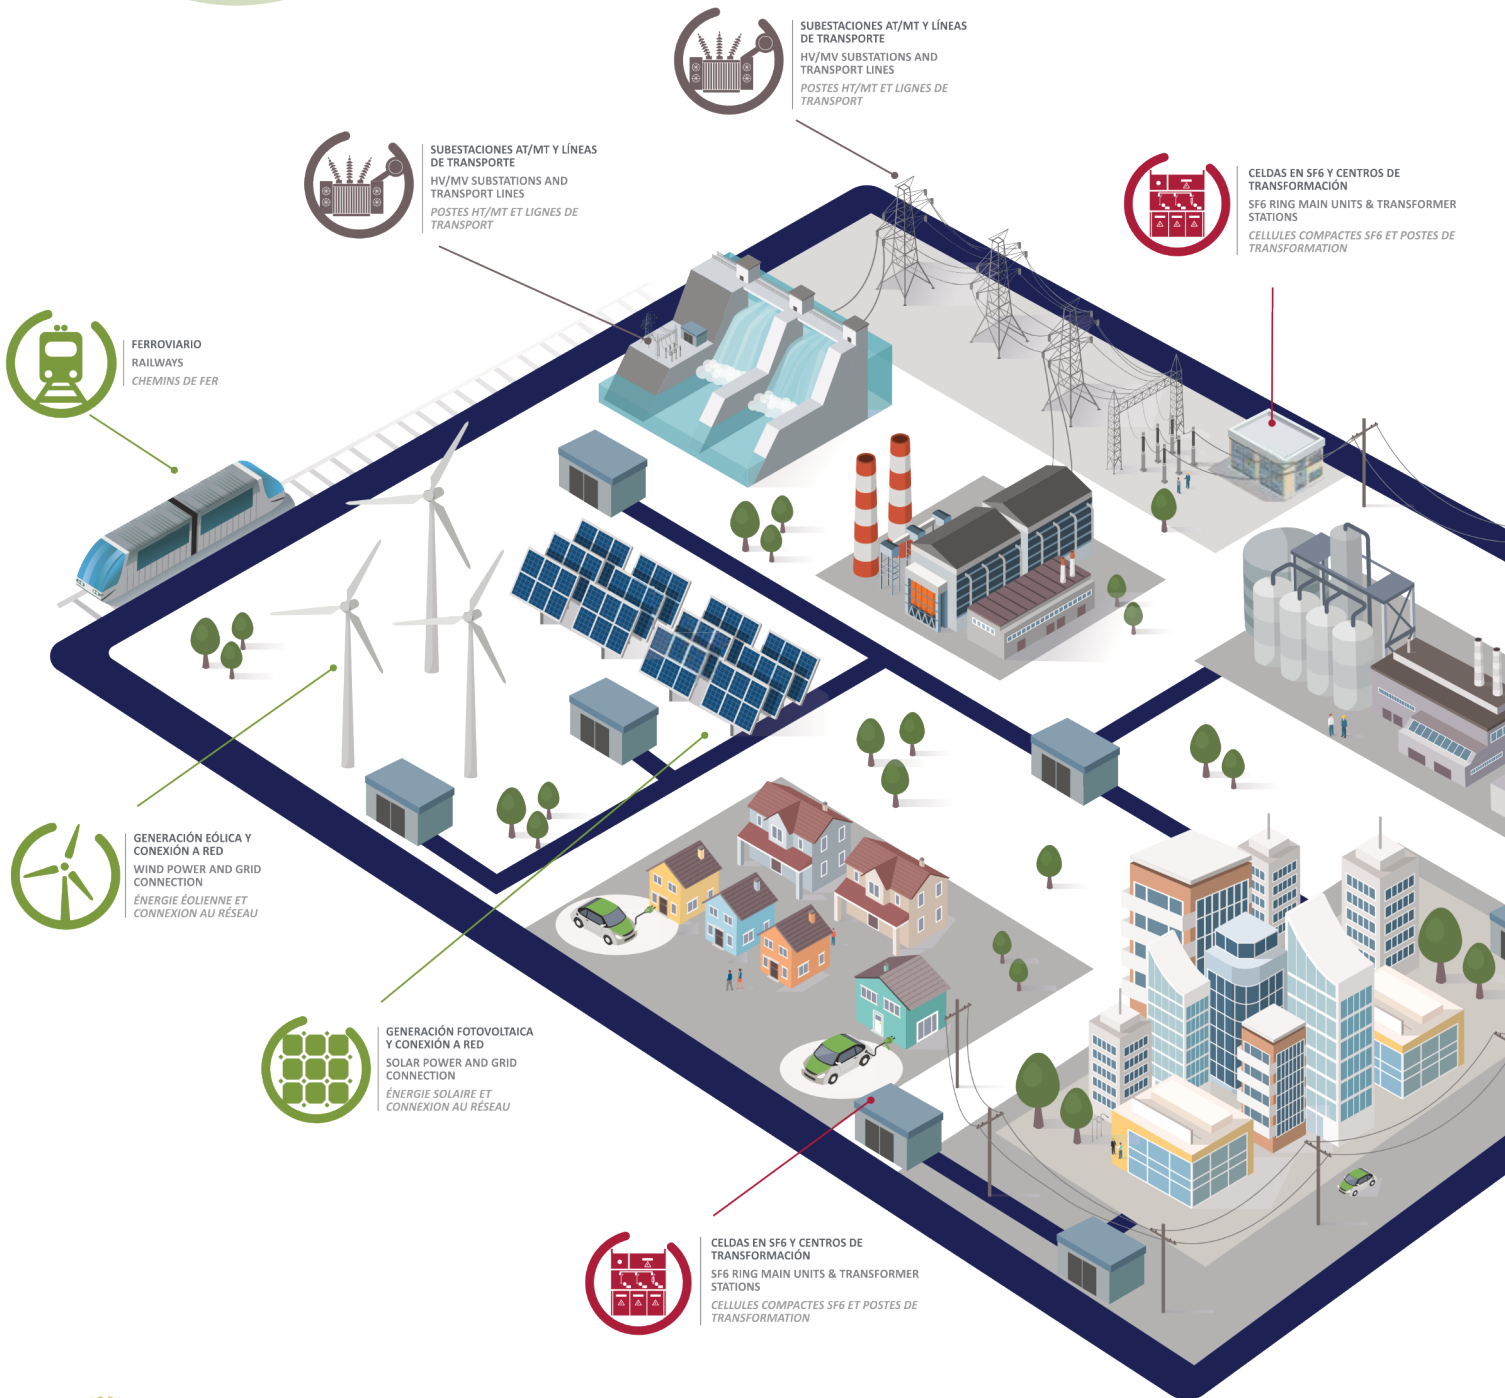 SUBESTACIONES AT/MT Y LÍNEAS
DE TRANSPORTE
HV/MV SUBSTATIONS AND
TRANSPORT LINES
POSTES HT/MT ET LIGNES DE
TRANSPORT
SUBESTACIONES AT/MT Y LÍNEAS
DE TRANSPORTE
HV/MV SUBSTATIONS AND
TRANSPORT LINES
POSTES HT/MT ET LIGNES DE
TRANSPORT
CELDAS EN SF6 Y CENTROS DE
TRANSFORMACIÓN
SF6 RING MAIN UNITS & TRANSFORMER
STATIONS
CELLULES COMPACTES SF6 ET POSTES DE
TRANSFORMATION
FERROVIARIO
RAILWAYS
CHEMINS DE FER
GENERACIÓN EÓLICA Y
CONEXIÓN A RED
WIND POWER AND GRID
CONNECTION
ÉNERGIE ÉOLIENNE ET
CONNEXION AU RÉSEAU
GENERACIÓN FOTOVOLTAICA
Y CONEXIÓN A RED
SOLAR POWER AND GRID
CONNECTION
ÉNERGIE SOLAIRE ET
CONNEXION AU RÉSEAU
CELDAS EN SF6 Y CENTROS DE
TRANSFORMACIÓN
SF6 RING MAIN UNITS & TRANSFORMER
STATIONS
CELLULES COMPACTES SF6 ET POSTES DE
TRANSFORMATION